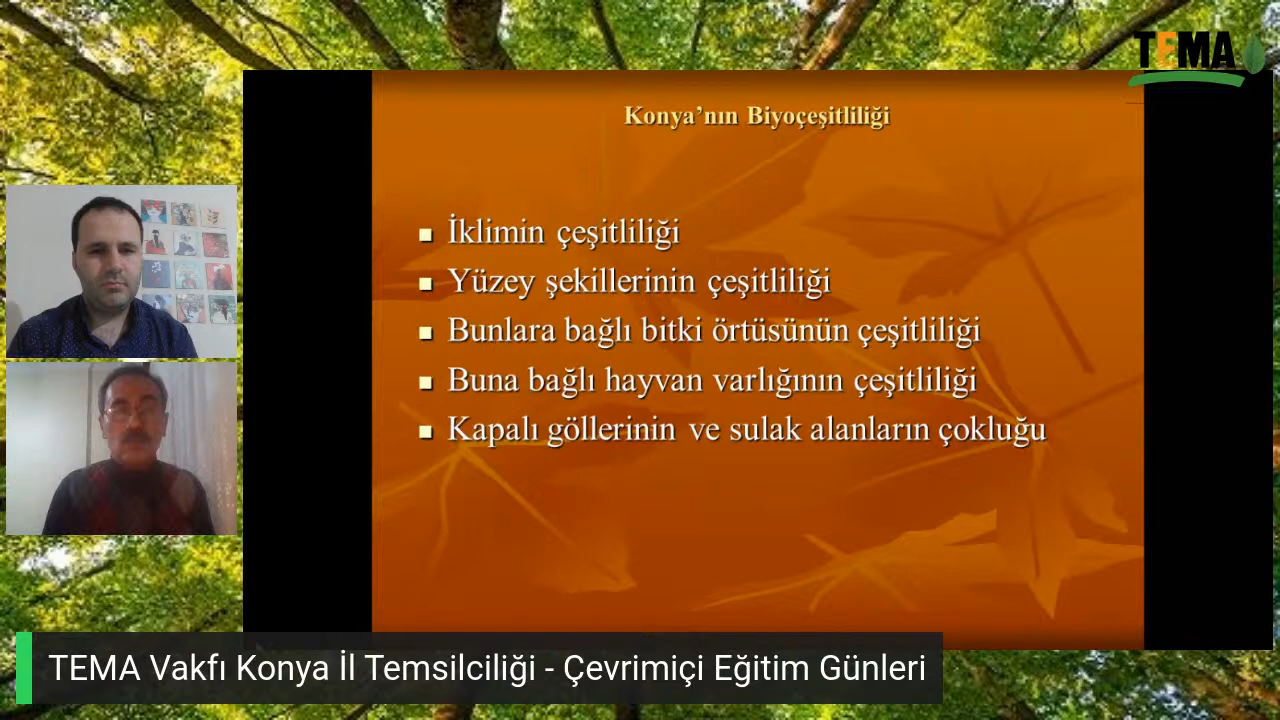 TEMA
Konya'nın Biyoçeşitliliği
İklimin çeşitliliği
Yüzey şekillerinin çeşitliliği
Bunlara bağlı bitki örtüsünün çeşitliliği
Buna bağlı hayvan varlığının çeşitliliği
Kapalı göllerinin ve sulak alanların çokluğu
TEMA Vakfı Konya İl Temsilciliği - Çevrimiçi Eğitim Günleri